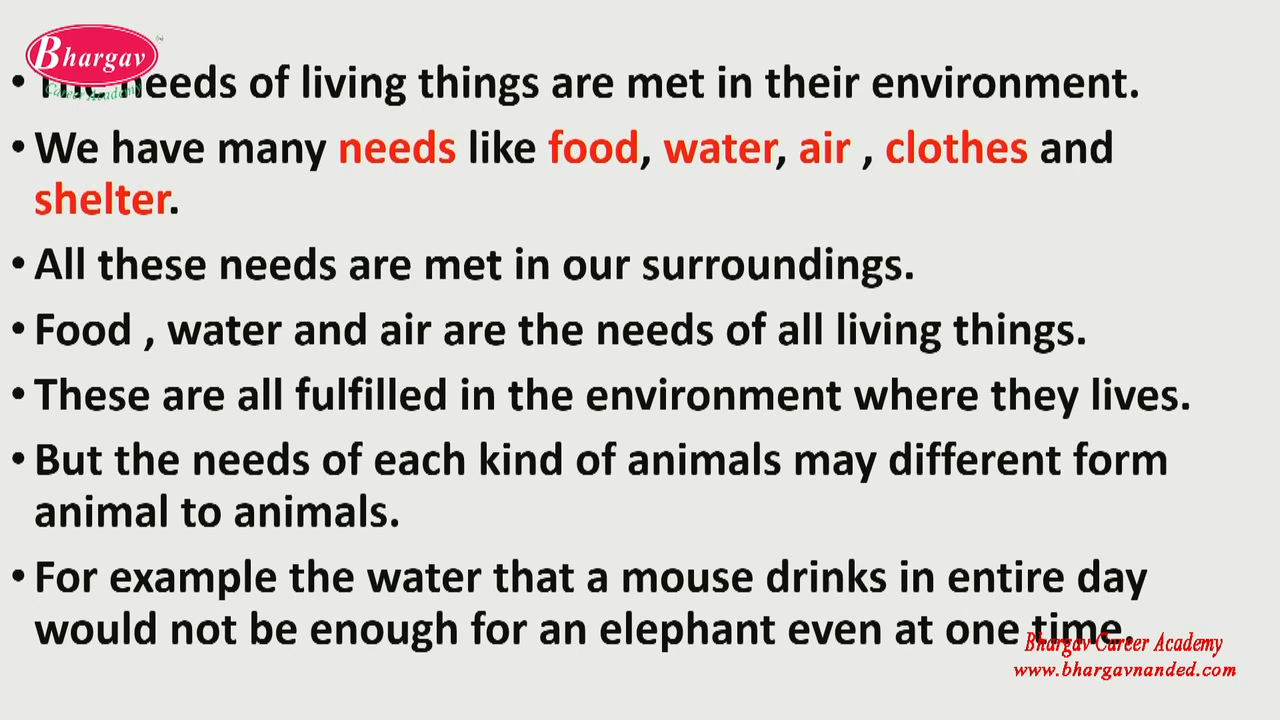 Bhargav
Career Academy
• The needs of living things are met in their environment.
• We have many needs like food, water, air , clothes and
shelter.
• All these needs are met in our surroundings.
• Food , water and air are the needs of all living things.
• These are all fulfilled in the environment where they lives.
• But the needs of each kind of animals may different form
animal to animals.
• For example the water that a mouse drinks in entire day
would not be enough for an elephant even at one time.
Bhargav Career Academy
www.bhargavnanded.com